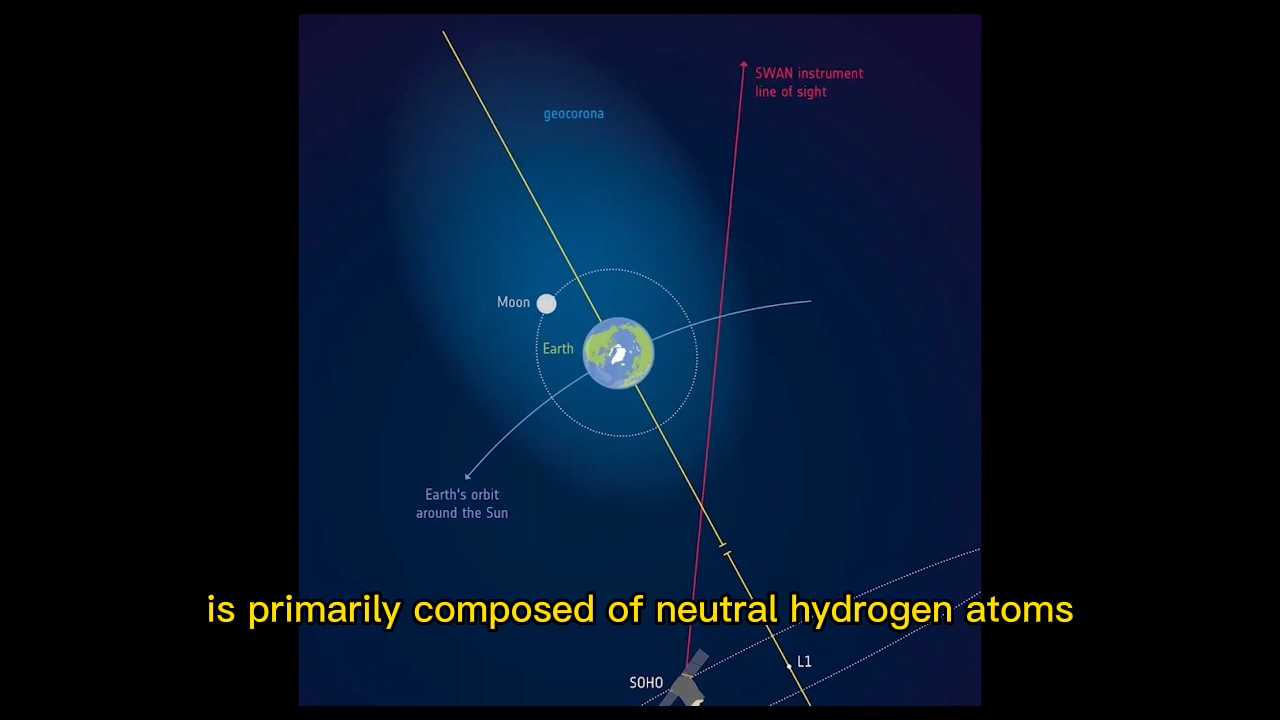 SWAN instrument
line of sight
geocorona
Moon
Earth
Earth's orbit
around the Sun
is primarily composed of neutral hydrogen atoms
L1
SOHO